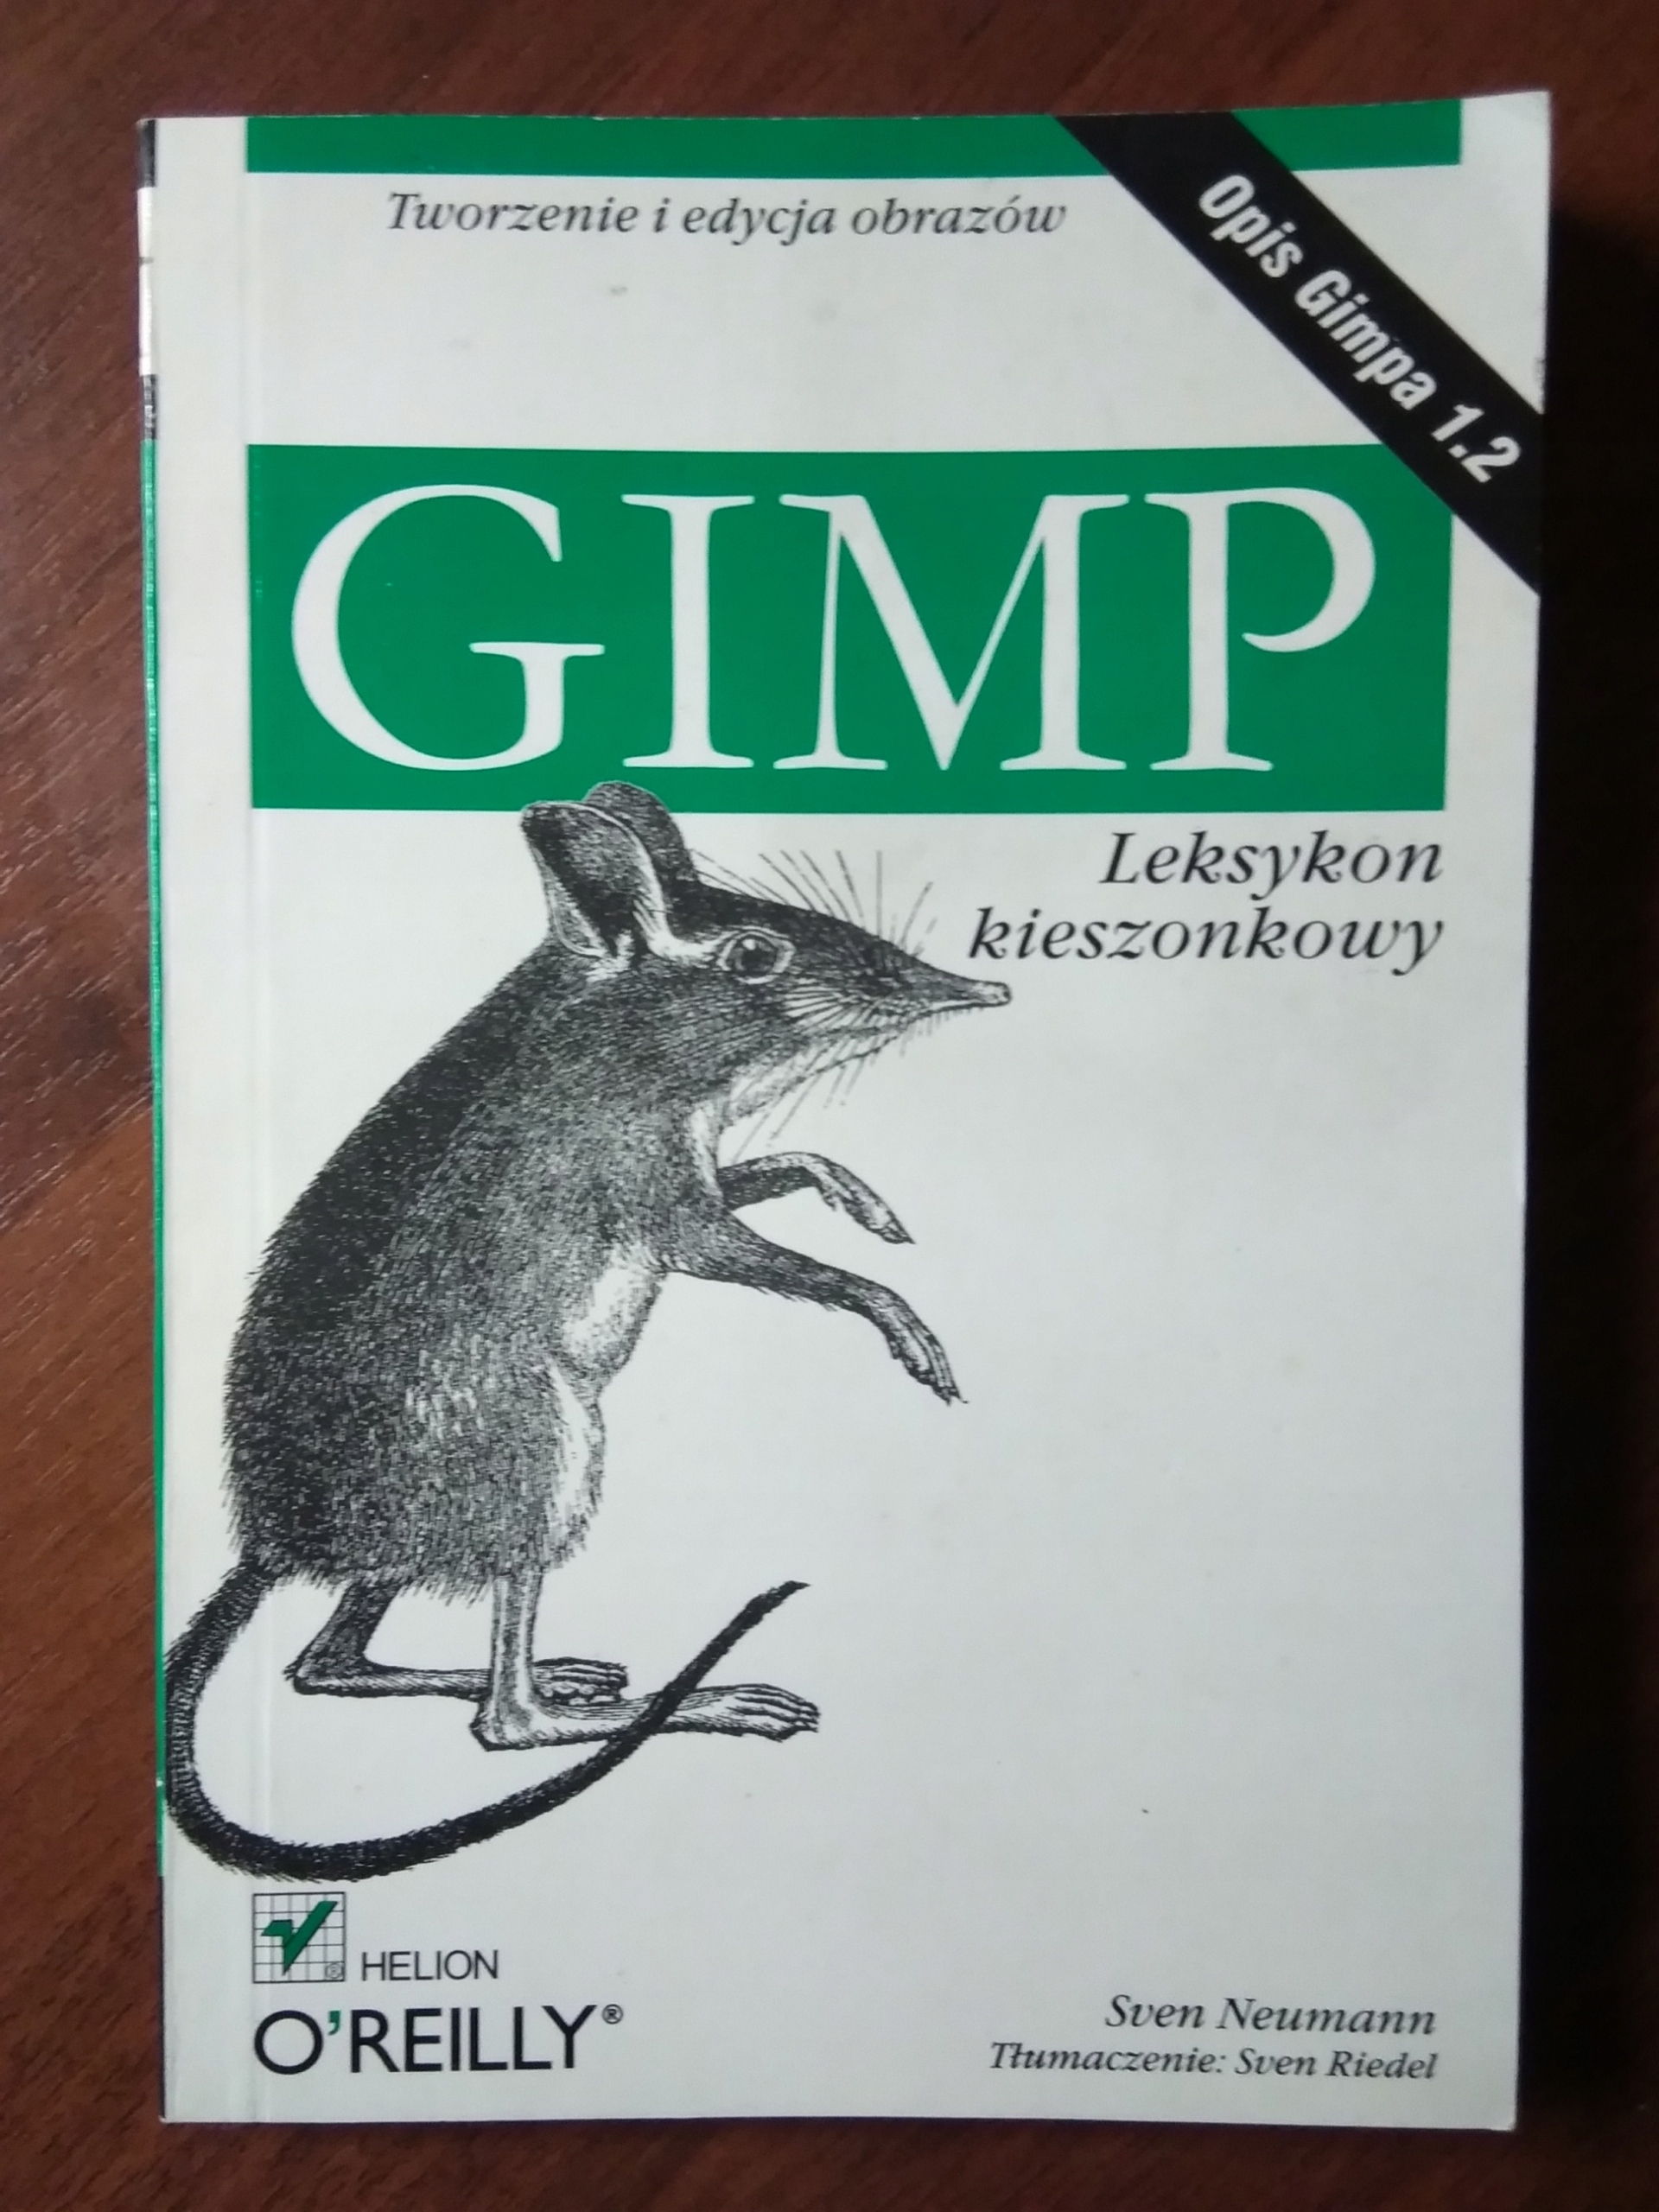 Tworzenie i edycja obrazów
Opis Gimpa 1.2
GIMP
Leksykon
kieszonkowy
® HELION
O'REILLY®
Sven Neumann
Tłumaczenie: Sven Riedel